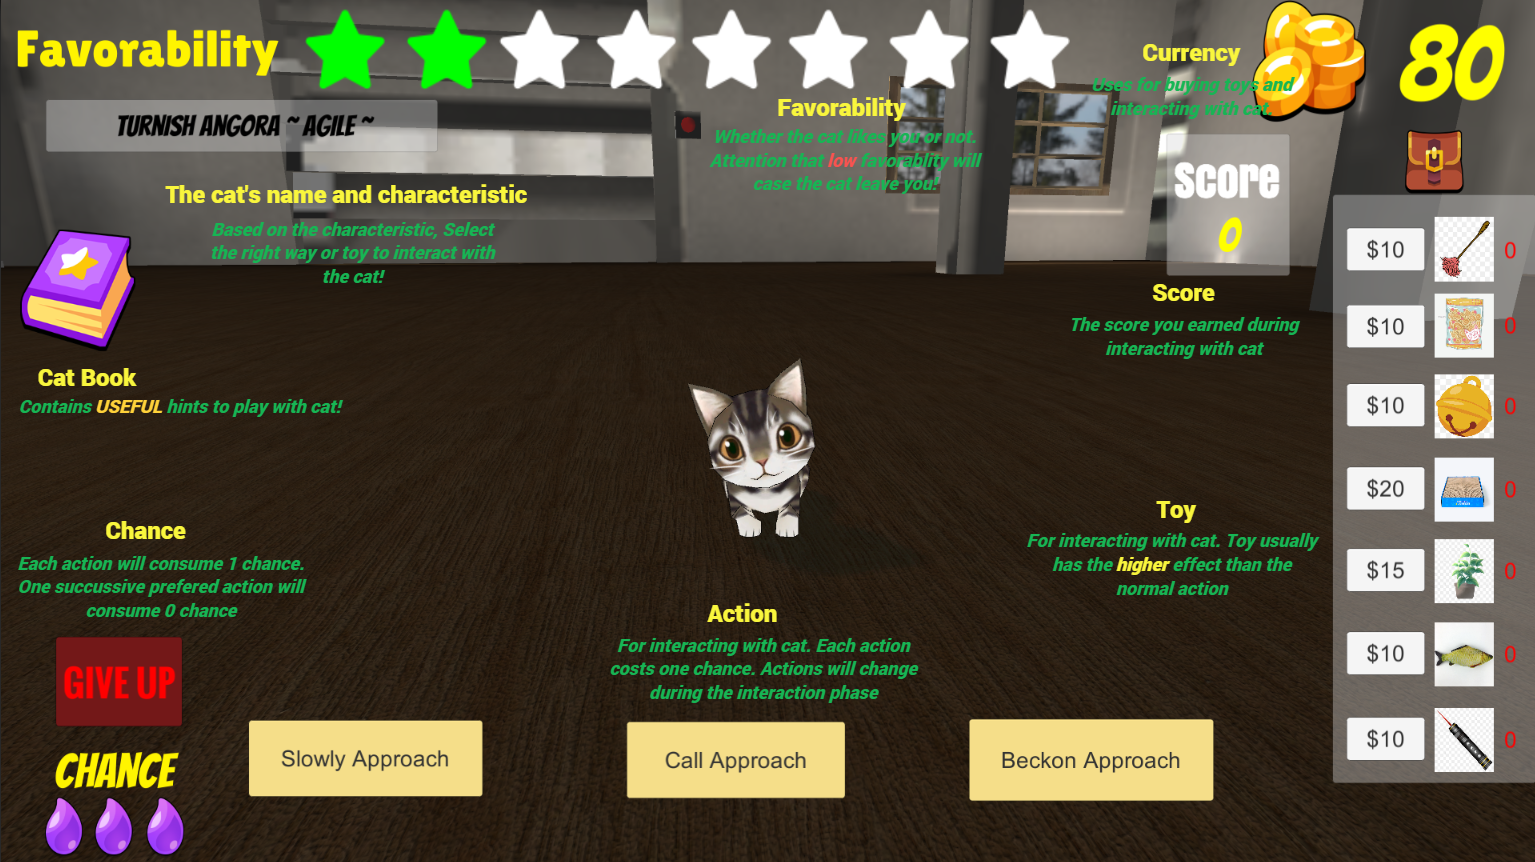 Favorability
80
Currency
Uses for buying toys and
interacting with cat.
TURNISH ANGORA ~ AGILE ~
Favorability
Whether the cat likes you or not.
Attention that low favorablity will
case the cat leave you!
The cat's name and characteristic
Based on the characteristic, Select
the right way or toy to interact with
the cat!
Score
0
Score
The score you earned during
interacting with cat
Cat Book
Contains USEFUL hints to play with cat!
$10 0
$10 0
$10 0
$20 0
$15 0
$10 0
$10 0
Chance
Each action will consume 1 chance.
One succussive prefered action will
consume 0 chance
Toy
For interacting with cat. Toy usually
has the higher effect than the
normal action
Action
For interacting with cat. Each action
costs one chance. Actions will change
during the interaction phase
GIVE UP
CHANCE
Slowly Approach
Call Approach
Beckon Approach